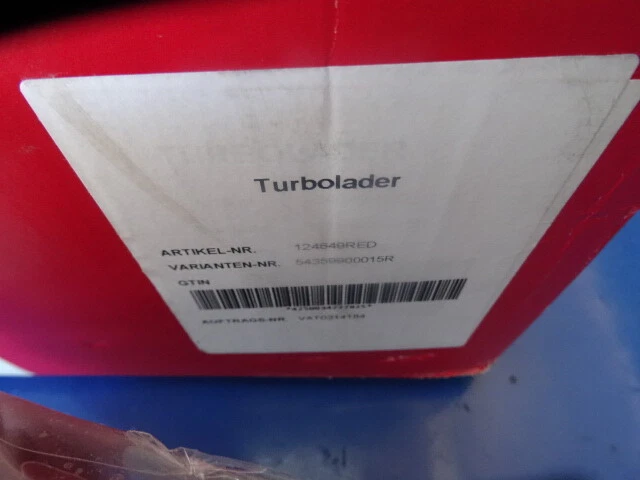 Turbolader
ARTIKEL-NR. 124649RED
VARIANTEN-NR. 54359880015R
GTIN
AUFTRAGS-NR